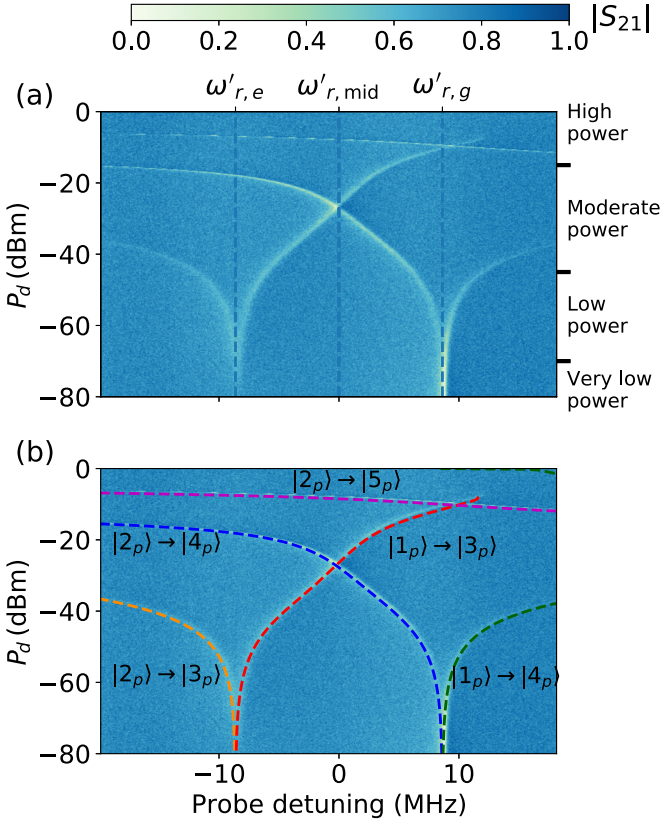 |S21|
0.0 0.2 0.4 0.6 0.8 1.0
(a) ω′r, e ω′r, mid ω′r, g
0
−20
−40
−60
−80
Pd (dBm)
High
power
Moderate
power
Low
power
Very low
power
(b)
0
−20
−40
−60
−80
Pd (dBm)
|2p⟩→|5p⟩
|2p⟩→|4p⟩
|1p⟩→|3p⟩
|2p⟩→|3p⟩
|1p⟩→|4p⟩
−10 0 10
Probe detuning (MHz)